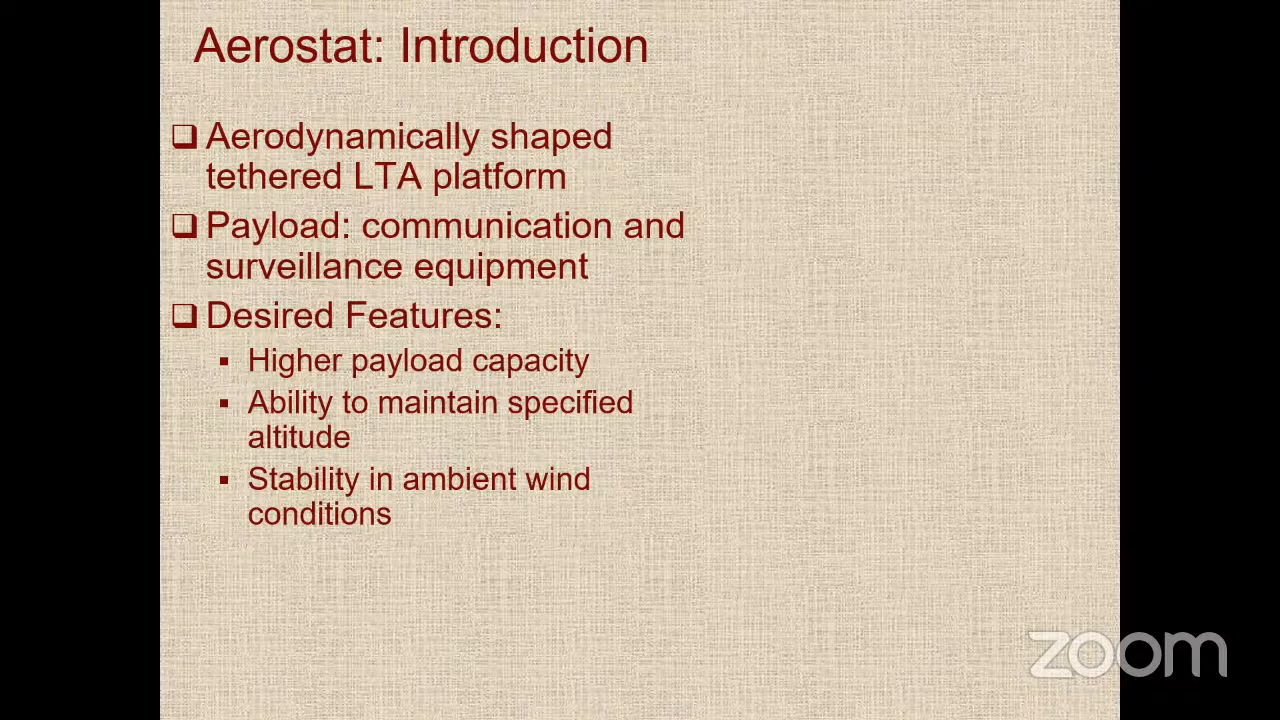 Aerostat: Introduction
Aerodynamically shaped
tethered LTA platform
Payload: communication and
surveillance equipment
Desired Features:
Higher payload capacity
Ability to maintain specified
altitude
Stability in ambient wind
conditions
zoom